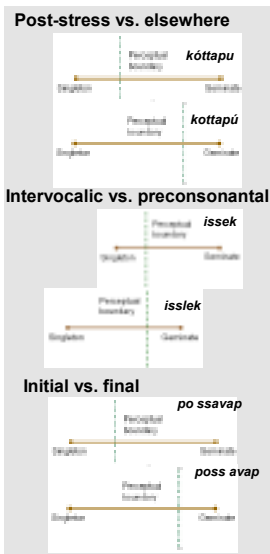 Post-stress vs. elsewhere
Perceptual
boundary
kóttapu
Singleton Geminate
kottapú
Perceptual
boundary
Singleton Geminate
Intervocalic vs. preconsonantal
Perceptual
boundary
issek
Singleton Geminate
Perceptual
boundary
isslek
Singleton Geminate
Initial vs. final
po ssavap
Perceptual
boundary
Singleton Geminate
poss avap
Perceptual
boundary
Singleton Geminate